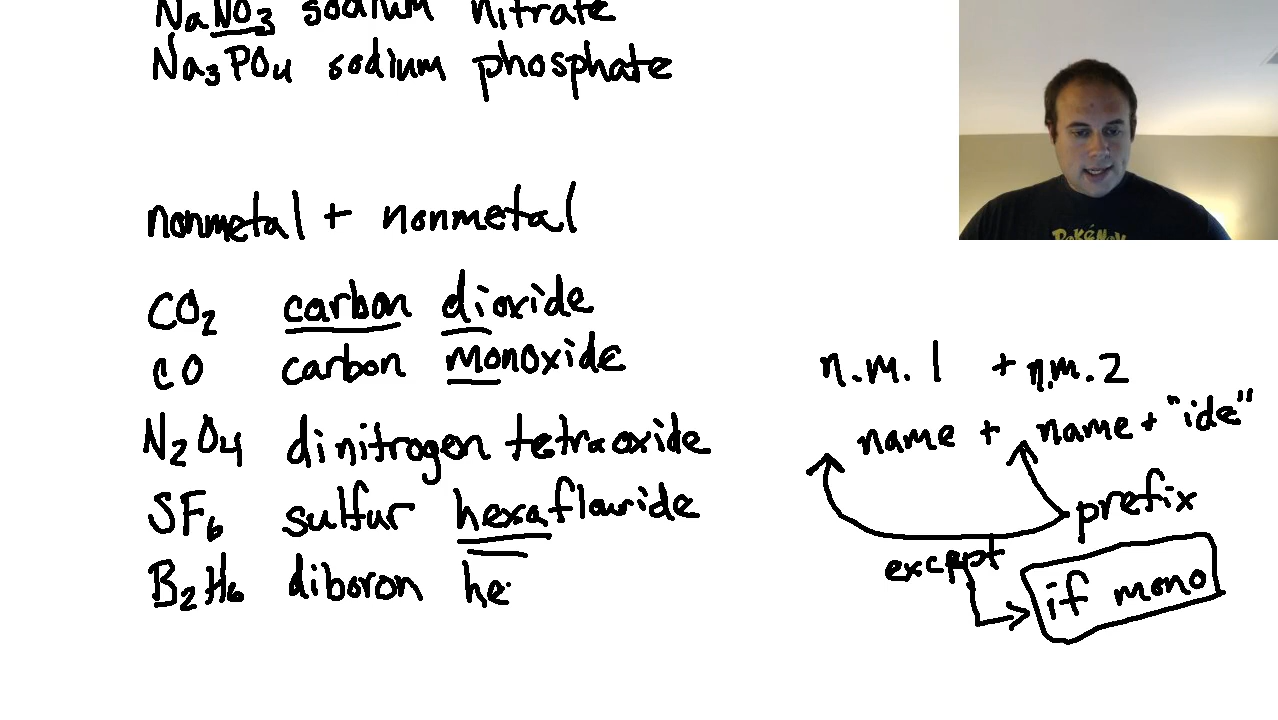 NaNO3 sodium nitrate
Na3PO4 sodium phosphate
nonmetal + nonmetal
CO2 carbon dioxide
CO carbon monoxide
N2O4 dinitrogen tetraoxide
SF6 sulfur hexaflouride
B2H6 diboron he
n.m. 1 + n.m. 2
name + name + "ide"
prefix
except
if mono
POKÉMON